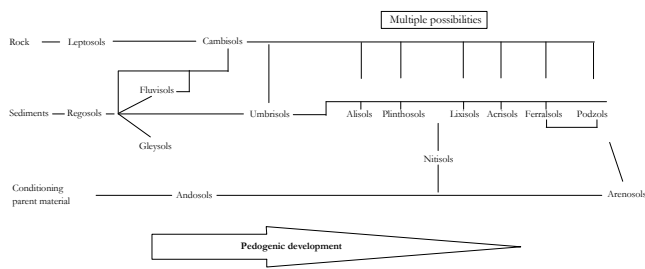 Multiple possibilities
Rock Leptosols Cambisols
Fluvisols
Sediments Regosols Umbrisols Alisols Plinthosols Lixisols Acrisols Ferralsols Podzols
Gleysols
Nitisols
Conditioning
parent material
Andosols Arenosols
Pedogenic development